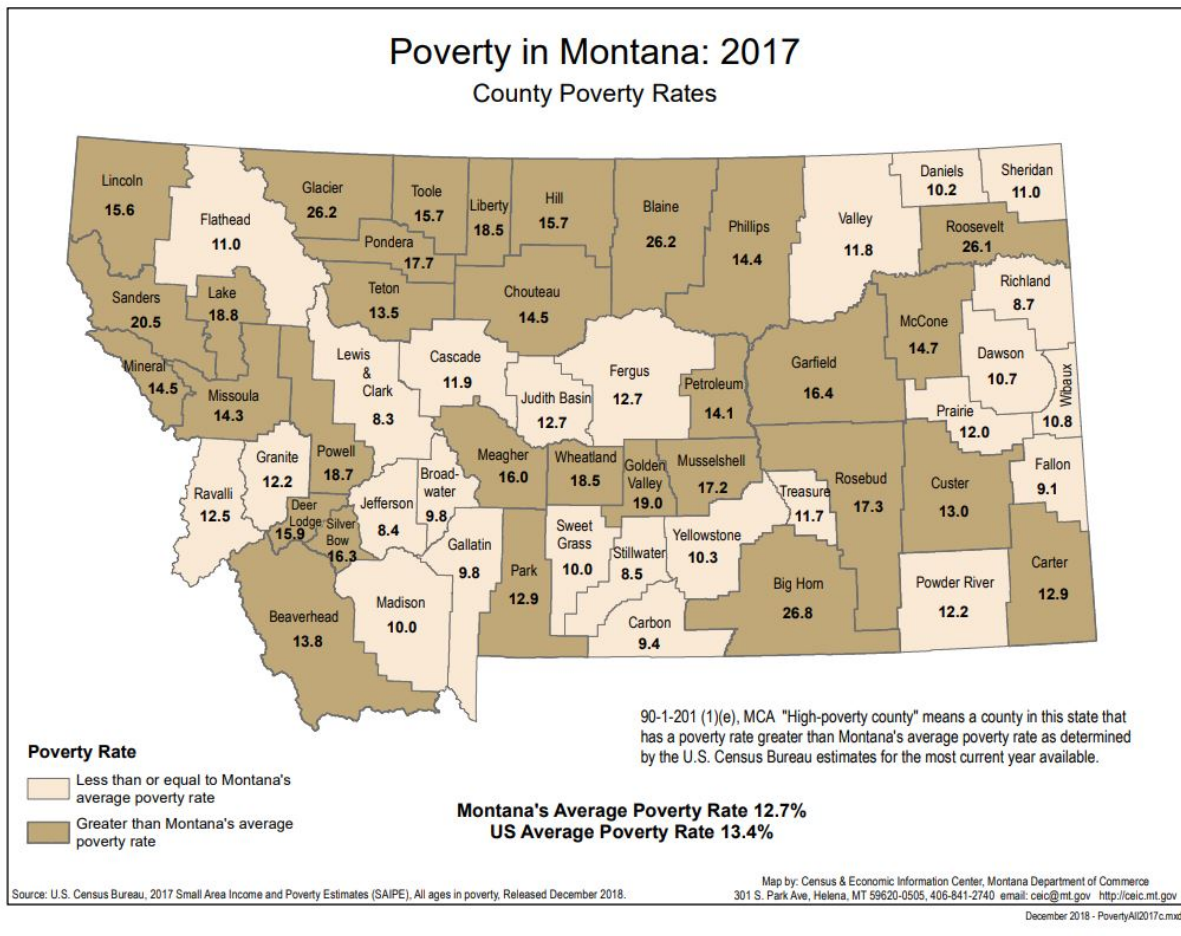 Poverty in Montana: 2017
County Poverty Rates
Lincoln
15.6
Flathead
11.0
Glacier
26.2
Toole
15.7
Liberty
18.5
Hill
15.7
Blaine
26.2
Phillips
14.4
Valley
11.8
Daniels
10.2
Sheridan
11.0
Roosevelt
26.1
Pondera
17.7
Teton
13.5
Chouteau
14.5
Sanders
20.5
Lake
18.8
Richland
8.7
McCone
14.7
Dawson
10.7
Wibaux
10.8
Mineral
14.5
Missoula
14.3
Lewis
&
Clark
8.3
Cascade
11.9
Judith Basin
12.7
Fergus
12.7
Petroleum
14.1
Garfield
16.4
Prairie
12.0
Ravalli
12.5
Granite
12.2
Powell
18.7
Meagher
16.0
Wheatland
18.5
Golden
Valley
19.0
Musselshell
17.2
Treasure
11.7
Rosebud
17.3
Custer
13.0
Fallon
9.1
Deer
Lodge
15.9
Silver
Bow
16.3
Jefferson
8.4
Broad-
water
9.8
Gallatin
9.8
Park
12.9
Sweet
Grass
10.0
Stillwater
8.5
Yellowstone
10.3
Big Horn
26.8
Powder River
12.2
Carter
12.9
Beaverhead
13.8
Madison
10.0
Carbon
9.4
90-1-201 (1)(e), MCA "High-poverty county" means a county in this state that
has a poverty rate greater than Montana's average poverty rate as determined
by the U.S. Census Bureau estimates for the most current year available.
Poverty Rate
Less than or equal to Montana's
average poverty rate
Greater than Montana's average
poverty rate
Montana's Average Poverty Rate 12.7%
US Average Poverty Rate 13.4%
Source: U.S. Census Bureau, 2017 Small Area Income and Poverty Estimates (SAIPE), All ages in poverty, Released December 2018.
Map by: Census & Economic Information Center, Montana Department of Commerce
301 S. Park Ave, Helena, MT 59620-0505, 406-841-2740 email: ceic@mt.gov http://ceic.mt.gov
December 2018 - PovertyAll2017c.mxd